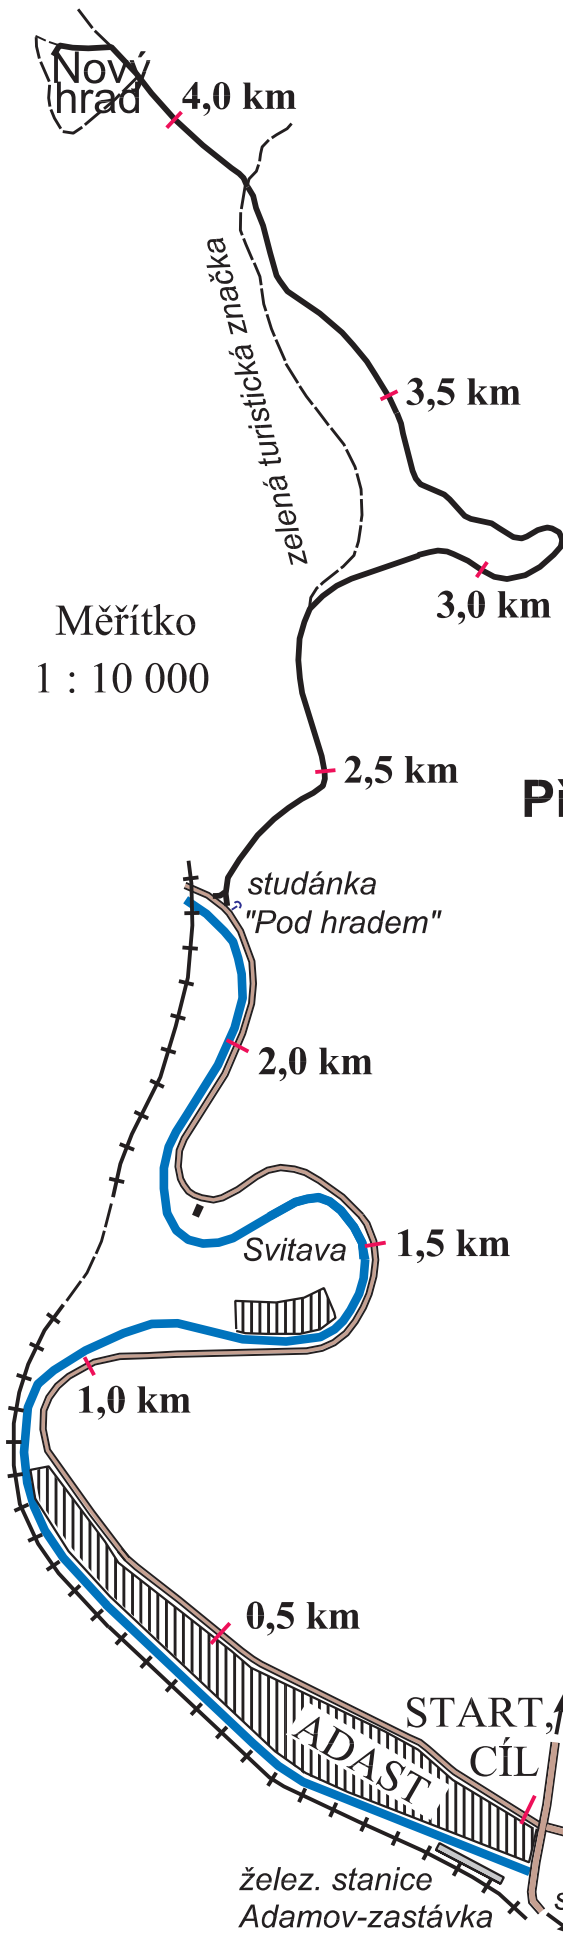 Nový
hrad
4,0 km
zelená turistická značka
3,5 km
3,0 km
Měřítko
1 : 10 000
2,5 km
Př
studánka
"Pod hradem"
2,0 km
Svitava
1,5 km
1,0 km
0,5 km
START,
CÍL
ADAST
želez. stanice
Adamov-zastávka
s